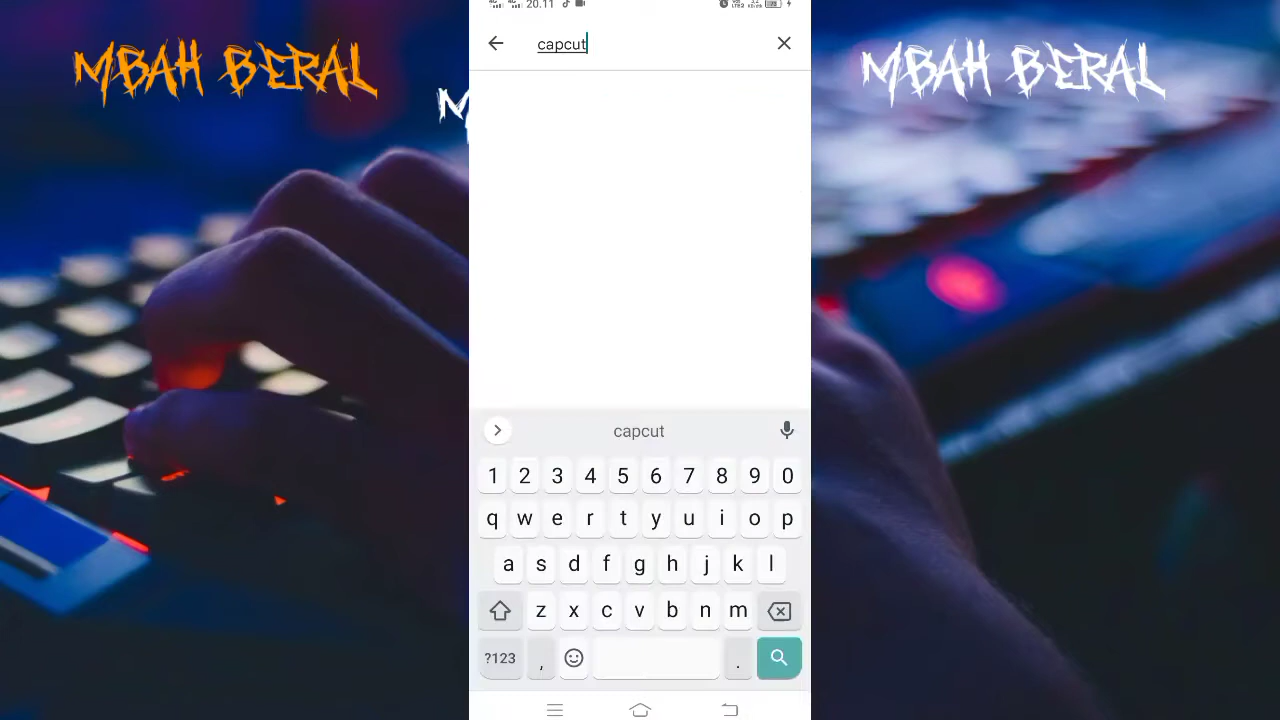 20.11
MBAH BERAL
MBAH BERAL
M
capcut
capcut
1 2 3 4 5 6 7 8 9 0
q w e r t y u i o p
a s d f g h j k l
z x c v b n m
?123 , .